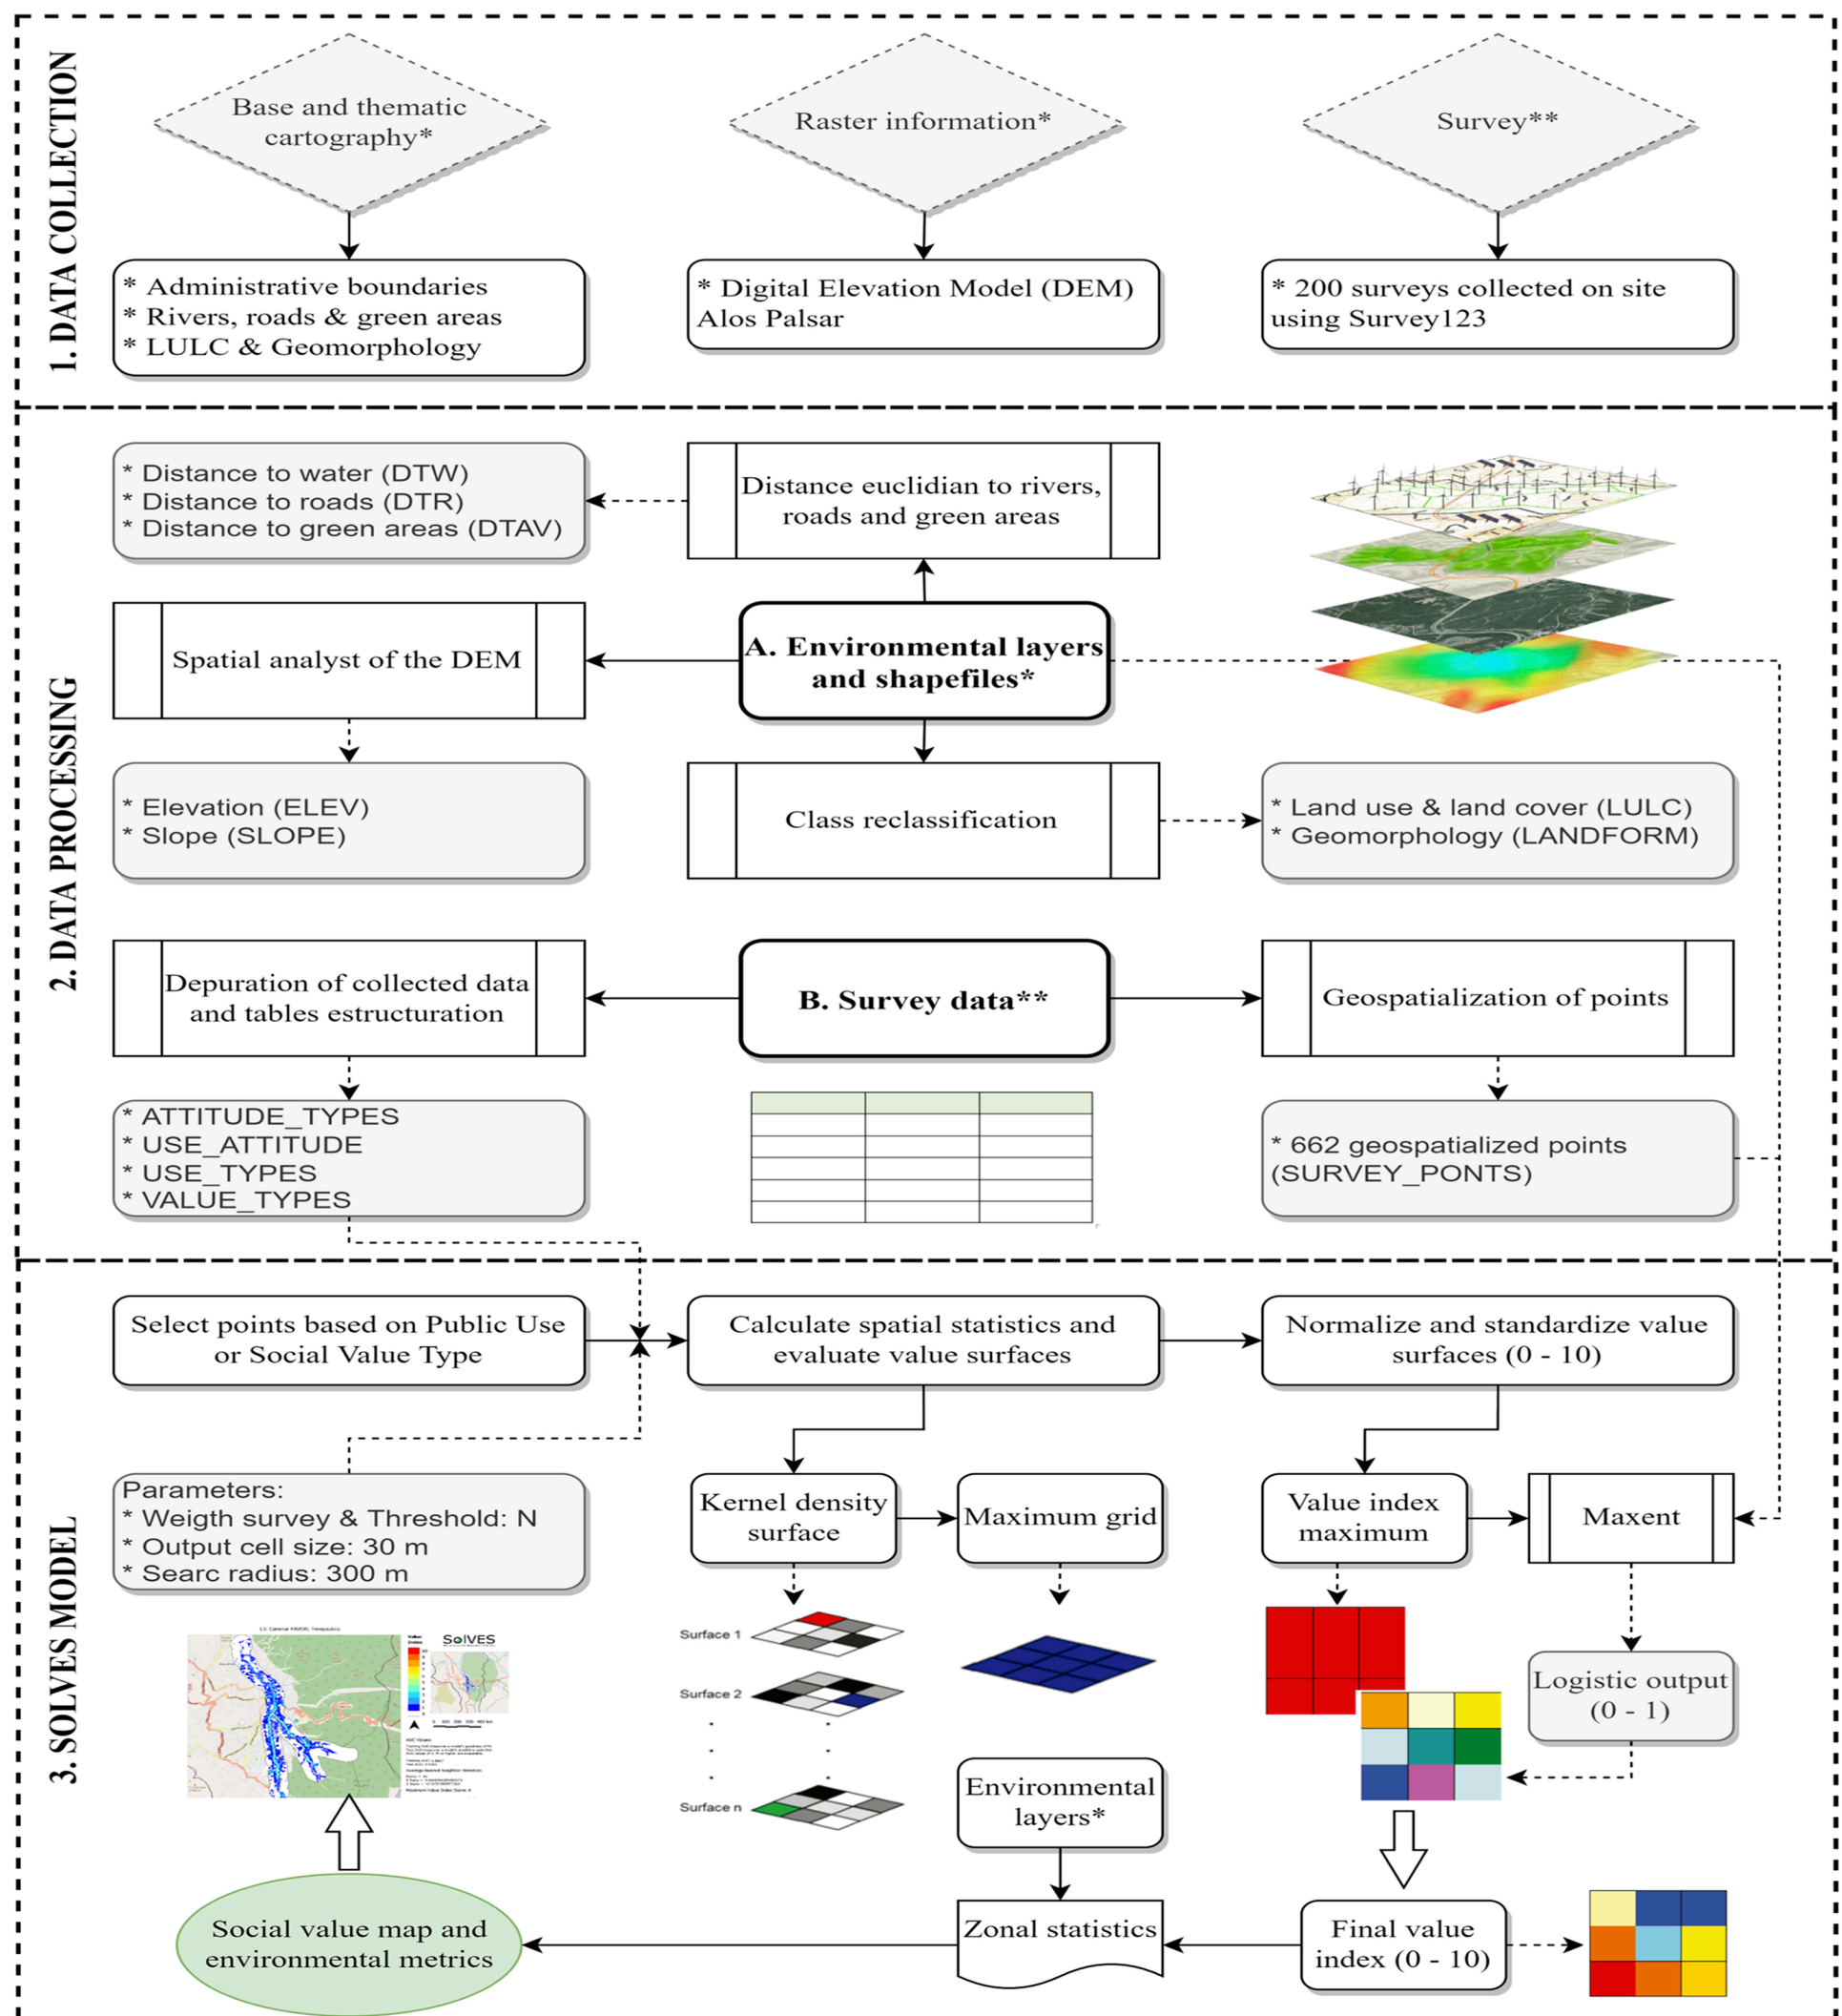 1. DATA COLLECTION
Base and thematic
cartography*
Raster information*
Survey**
* Administrative boundaries
* Rivers, roads & green areas
* LULC & Geomorphology
* Digital Elevation Model (DEM)
Alos Palsar
* 200 surveys collected on site
using Survey123
2. DATA PROCESSING
* Distance to water (DTW)
* Distance to roads (DTR)
* Distance to green areas (DTAV)
Distance euclidian to rivers,
roads and green areas
Spatial analyst of the DEM
A. Environmental layers
and shapefiles*
* Elevation (ELEV)
* Slope (SLOPE)
Class reclassification
* Land use & land cover (LULC)
* Geomorphology (LANDFORM)
Depuration of collected data
and tables estructuration
B. Survey data**
Geospatialization of points
* ATTITUDE_TYPES
* USE_ATTITUDE
* USE_TYPES
* VALUE_TYPES
* 662 geospatialized points
(SURVEY_PONTS)
3. SOLVES MODEL
Select points based on Public Use
or Social Value Type
Calculate spatial statistics and
evaluate value surfaces
Normalize and standardize value
surfaces (0 - 10)
Parameters:
* Weigth survey & Threshold: N
* Output cell size: 30 m
* Searc radius: 300 m
Kernel density
surface
Maximum grid
Value index
maximum
Maxent
Surface 1
Surface 2
Surface n
SolVES
Value
Index
Logistic output
(0 - 1)
Environmental
layers*
Social value map and
environmental metrics
Zonal statistics
Final value
index (0 - 10)